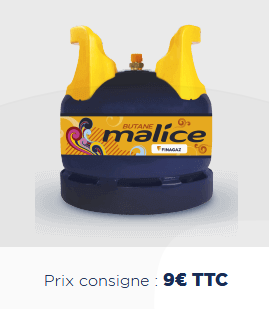 BUTANE
malice
FINAGAZ
Prix consigne : 9€ TTC